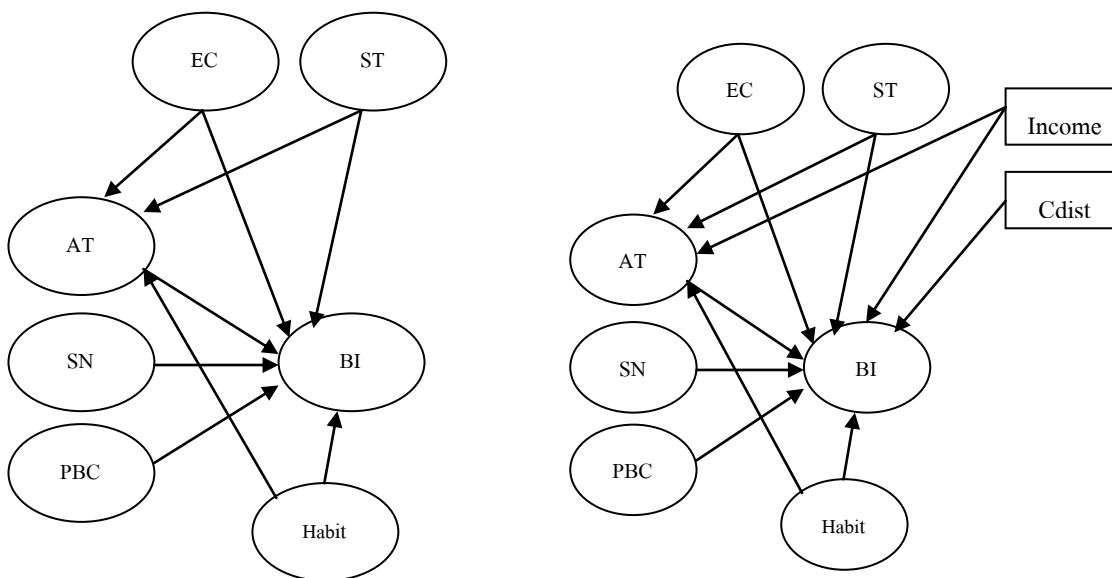 EC
ST
AT
SN
BI
PBC
Habit
EC
ST
Income
Cdist
AT
SN
BI
PBC
Habit